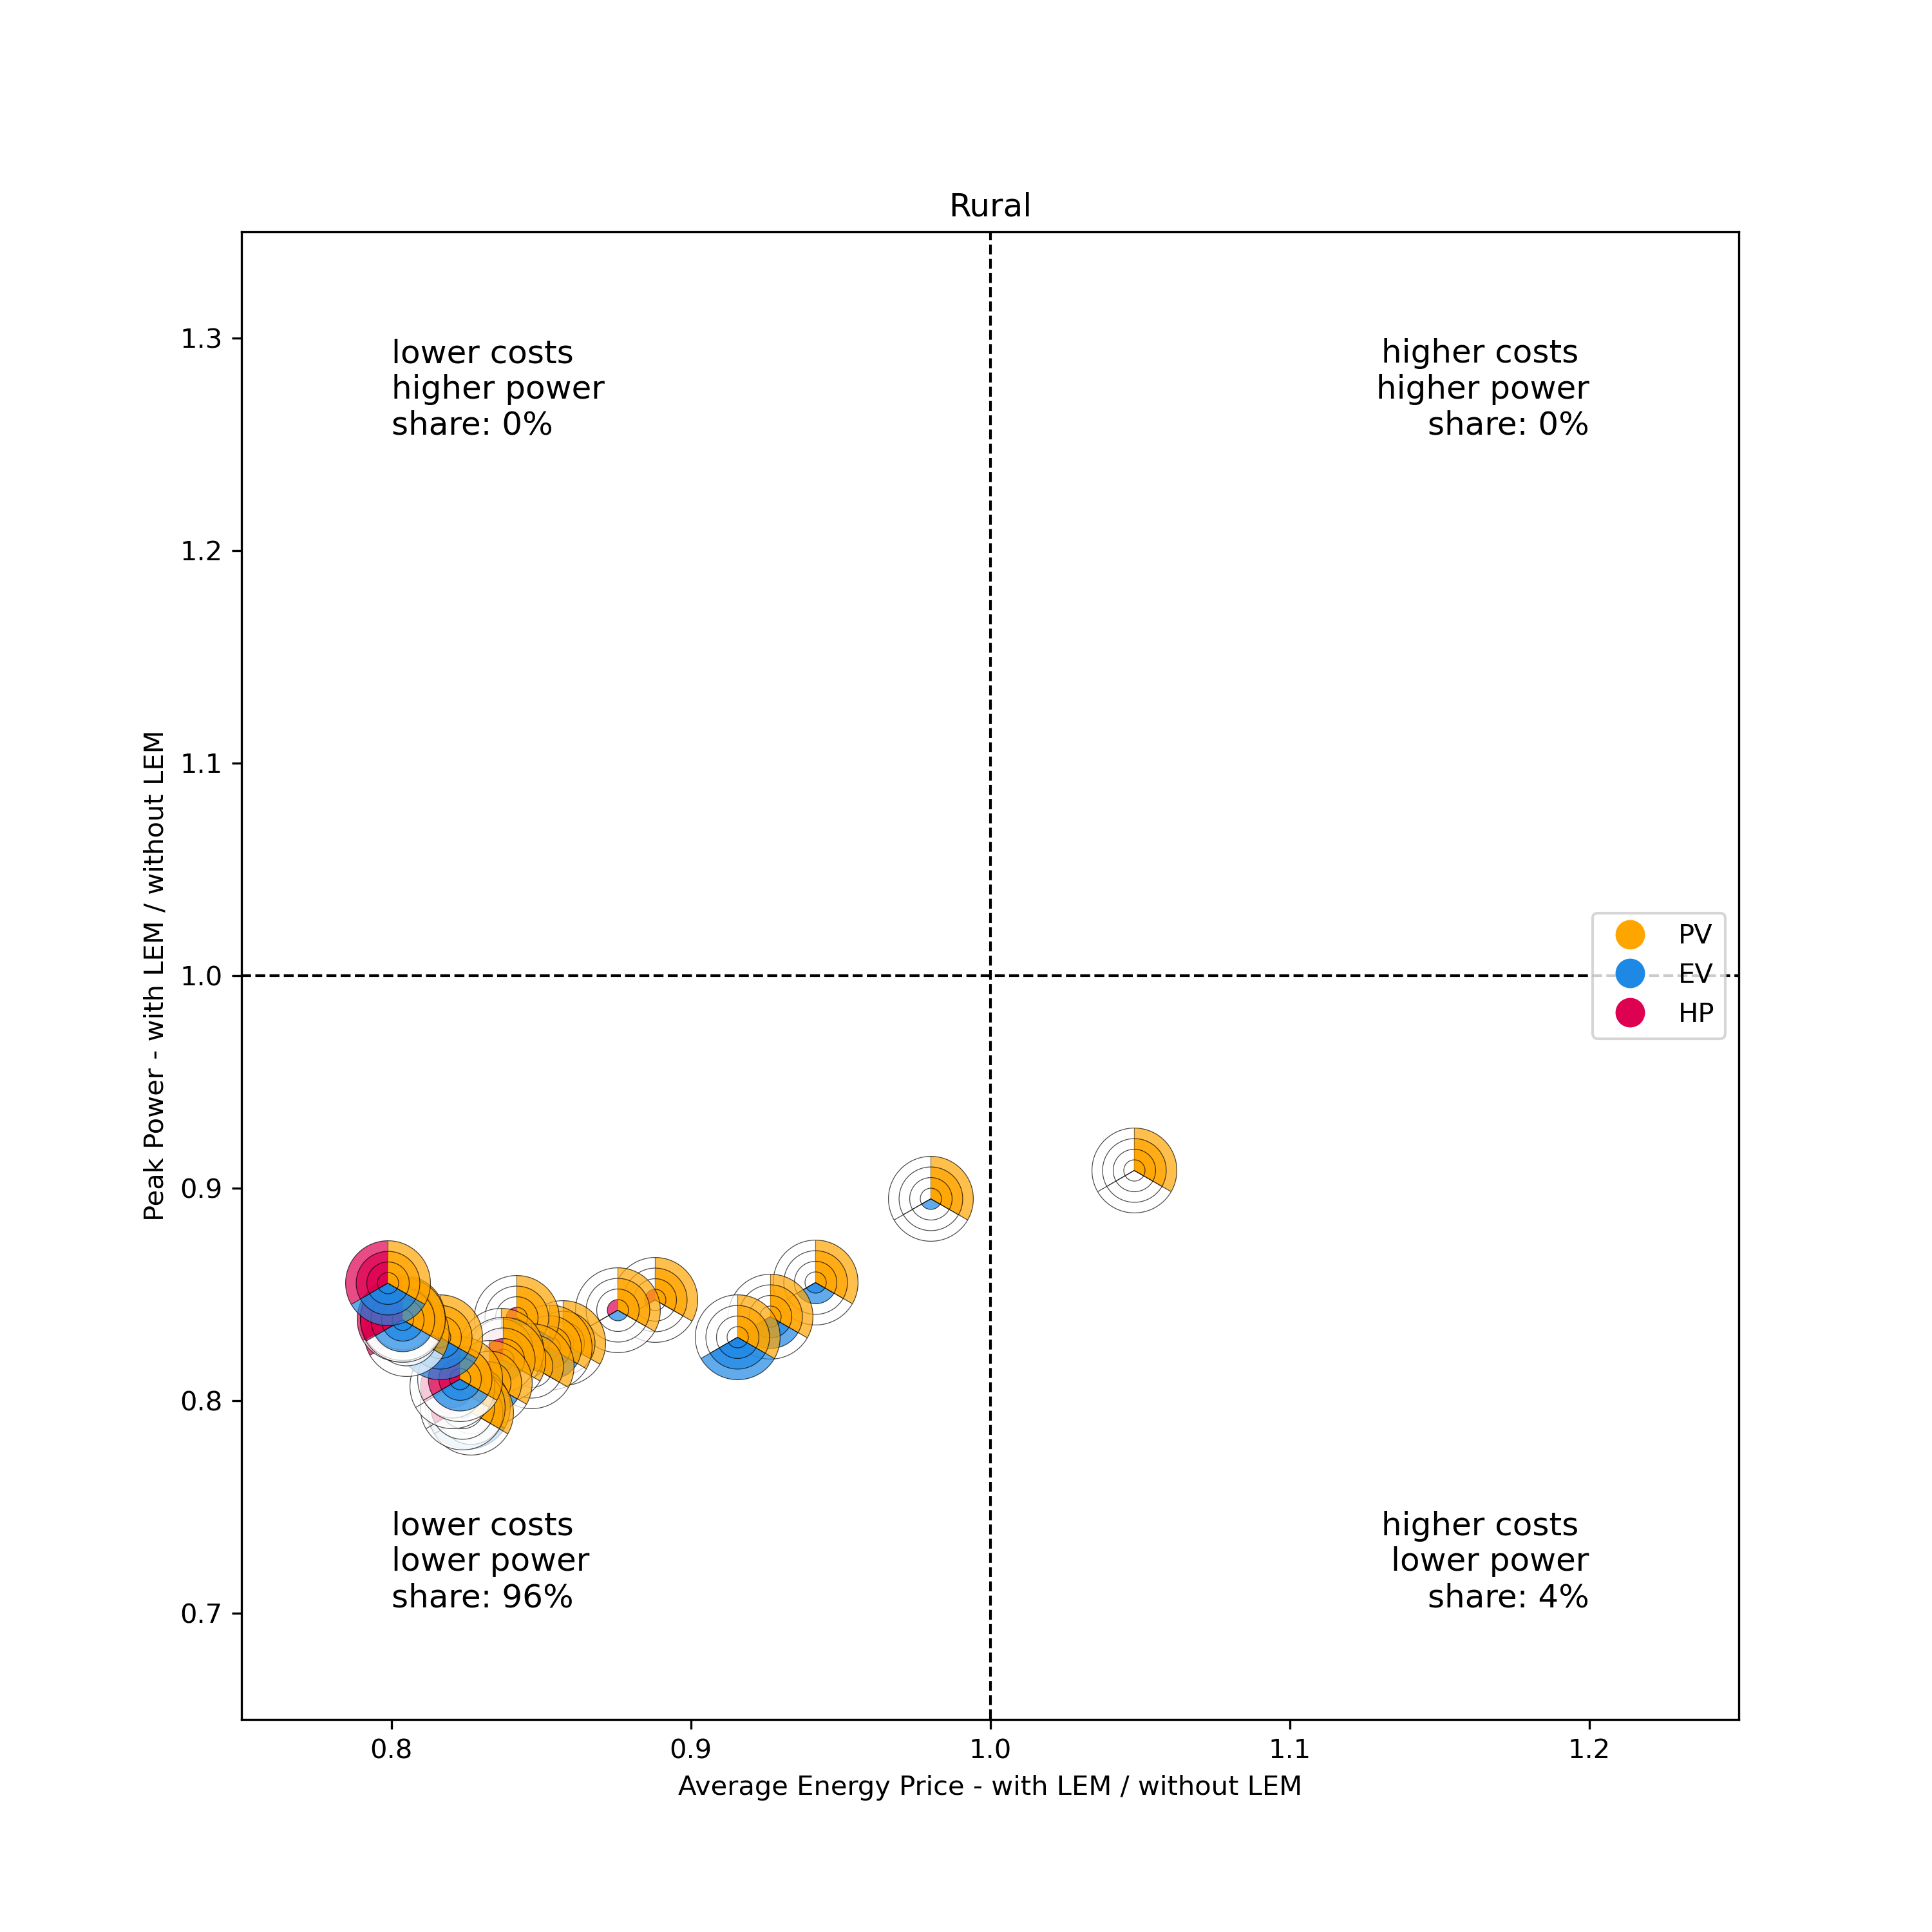 Rural
lower costs
higher power
share: 0%
higher costs
higher power
share: 0%
1.3
1.2
1.1
1.0
0.9
0.8
0.7
Peak Power - with LEM / without LEM
PV
EV
HP
lower costs
lower power
share: 96%
higher costs
lower power
share: 4%
0.8
0.9
1.0
1.1
1.2
Average Energy Price - with LEM / without LEM